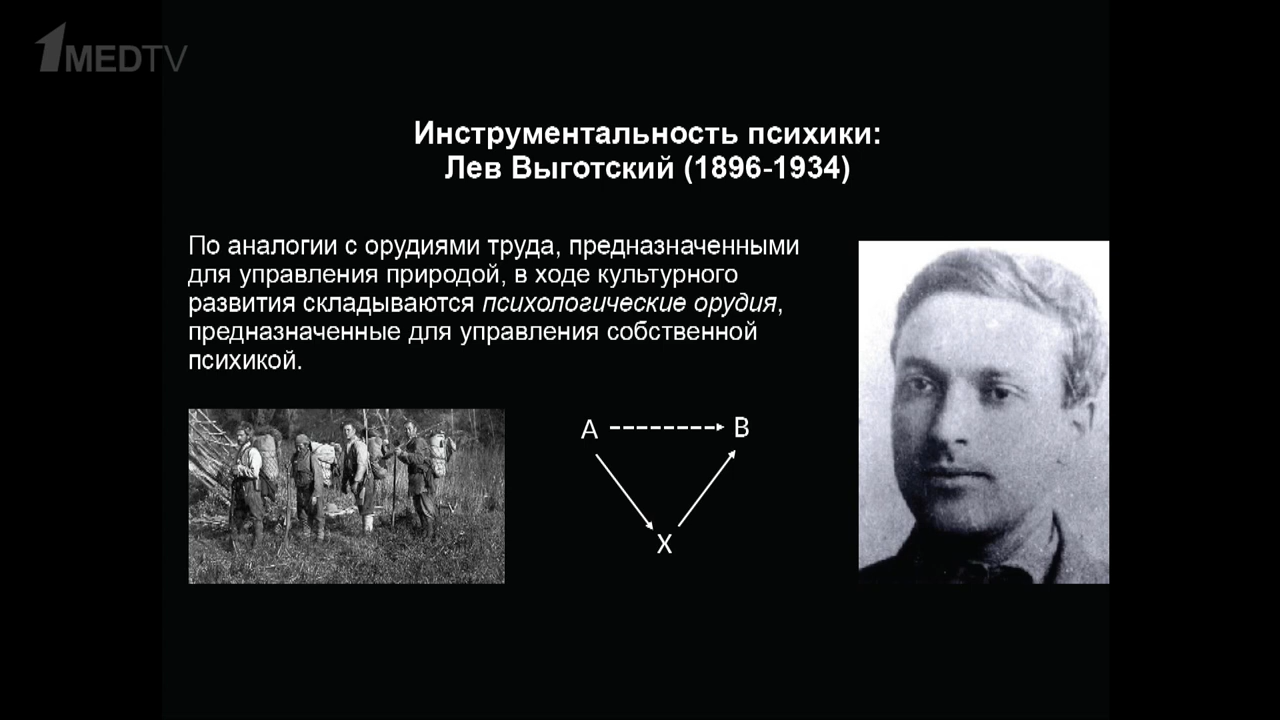 1MEDTV
Инструментальность психики:
Лев Выготский (1896-1934)
По аналогии с орудиями труда, предназначенными
для управления природой, в ходе культурного
развития складываются психологические орудия,
предназначенные для управления собственной
психикой.
A B
X